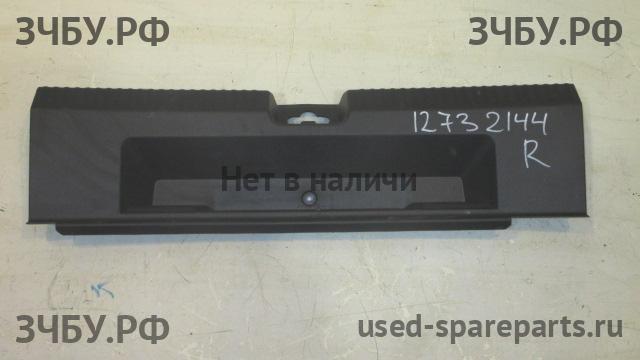 ЗЧБУ.РФ ЗЧБУ.РФ
12732144
R
Нет в наличи
ЗЧБУ.РФ used-spareparts.ru